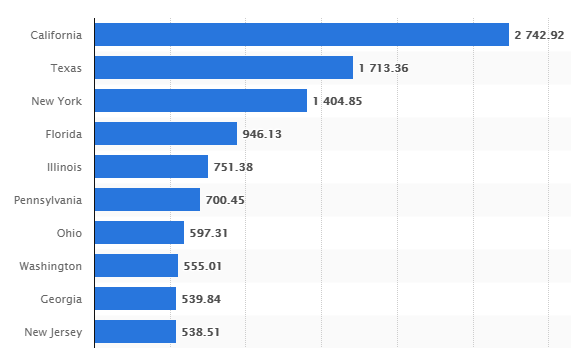 California 2 742.92
Texas 1 713.36
New York 1 404.85
Florida 946.13
Illinois 751.38
Pennsylvania 700.45
Ohio 597.31
Washington 555.01
Georgia 539.84
New Jersey 538.51